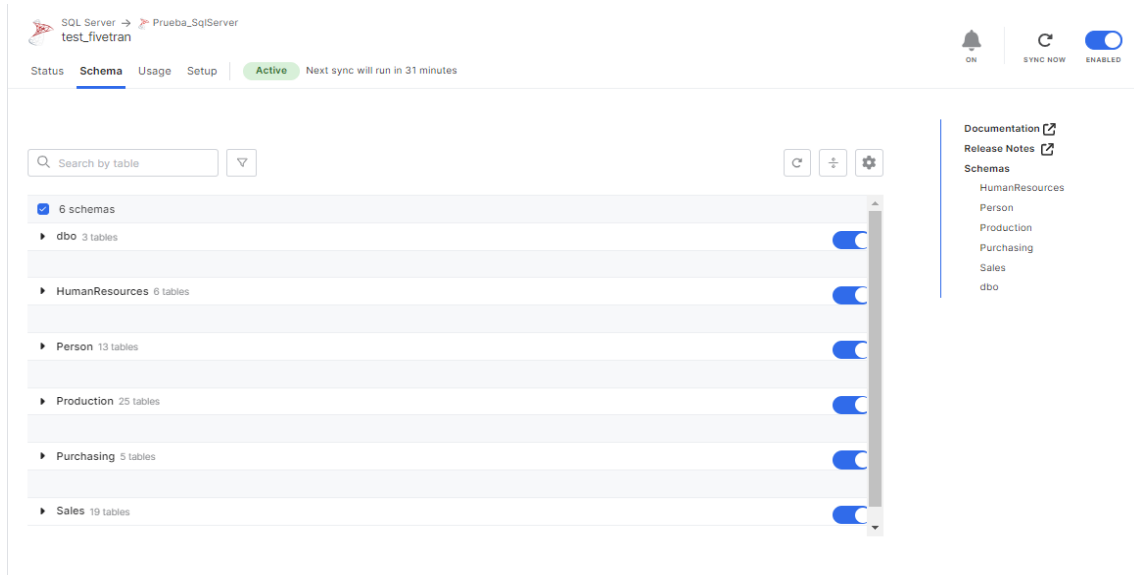 SQL Server → Prueba_SqlServer
test_fivetran
ON
SYNC NOW
ENABLED
Status Schema Usage Setup Active Next sync will run in 31 minutes
Search by table
6 schemas
dbo 3 tables
HumanResources 6 tables
Person 13 tables
Production 25 tables
Purchasing 5 tables
Sales 19 tables
Documentation
Release Notes
Schemas
HumanResources
Person
Production
Purchasing
Sales
dbo